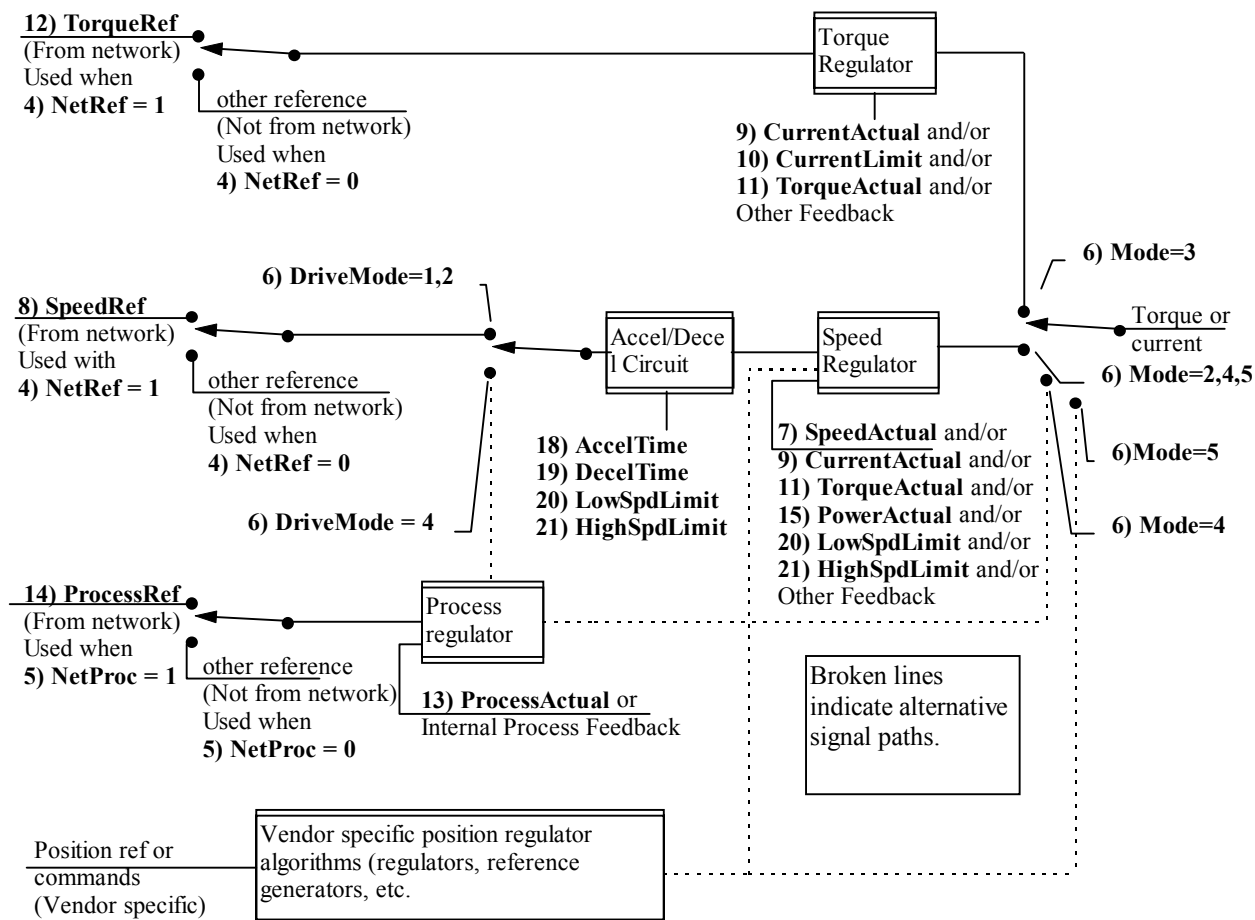 12) TorqueRef
(From network)
Used when
4) NetRef = 1
other reference
(Not from network)
Used when
4) NetRef = 0
Torque
Regulator
9) CurrentActual and/or
10) CurrentLimit and/or
11) TorqueActual and/or
Other Feedback
6) Mode=3
6) DriveMode=1,2
8) SpeedRef
(From network)
Used with
4) NetRef = 1
other reference
(Not from network)
Used when
4) NetRef = 0
Accel/Dece
l Circuit
18) AccelTime
19) DecelTime
20) LowSpdLimit
21) HighSpdLimit
Speed
Regulator
7) SpeedActual and/or
9) CurrentActual and/or
11) TorqueActual and/or
15) PowerActual and/or
20) LowSpdLimit and/or
21) HighSpdLimit and/or
Other Feedback
Torque or
current
6) Mode=2,4,5
6)Mode=5
6) Mode=4
6) DriveMode = 4
14) ProcessRef
(From network)
Used when
5) NetProc = 1
other reference
(Not from network)
Used when
5) NetProc = 0
Process
regulator
13) ProcessActual or
Internal Process Feedback
Broken lines
indicate alternative
signal paths.
Position ref or
commands
(Vendor specific)
Vendor specific position regulator
algorithms (regulators, reference
generators, etc.